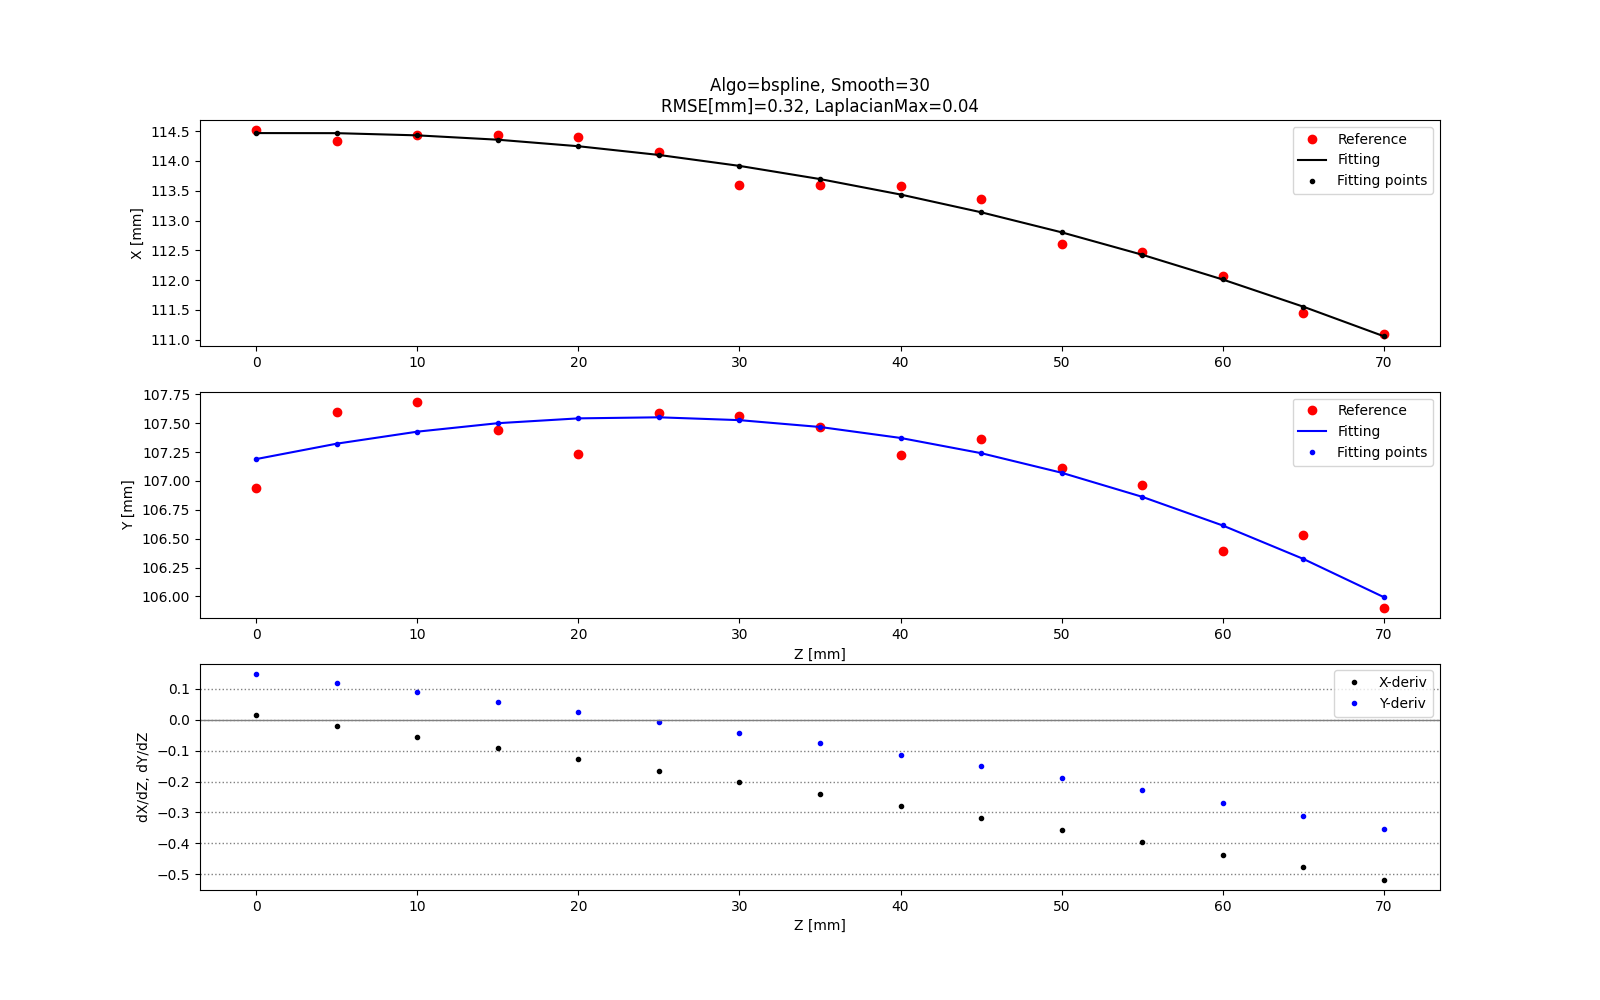 Algo=bspline, Smooth=30
RMSE[mm]=0.32, LaplacianMax=0.04
114.5
114.0
113.5
113.0
112.5
112.0
111.5
111.0
X [mm]
Reference
Fitting
Fitting points
0 10 20 30 40 50 60 70
107.75
107.50
107.25
107.00
106.75
106.50
106.25
106.00
Y [mm]
Reference
Fitting
Fitting points
0 10 20 30 40 50 60 70
Z [mm]
0.1
0.0
−0.1
−0.2
−0.3
−0.4
−0.5
dX/dZ, dY/dZ
X-deriv
Y-deriv
0 10 20 30 40 50 60 70
Z [mm]